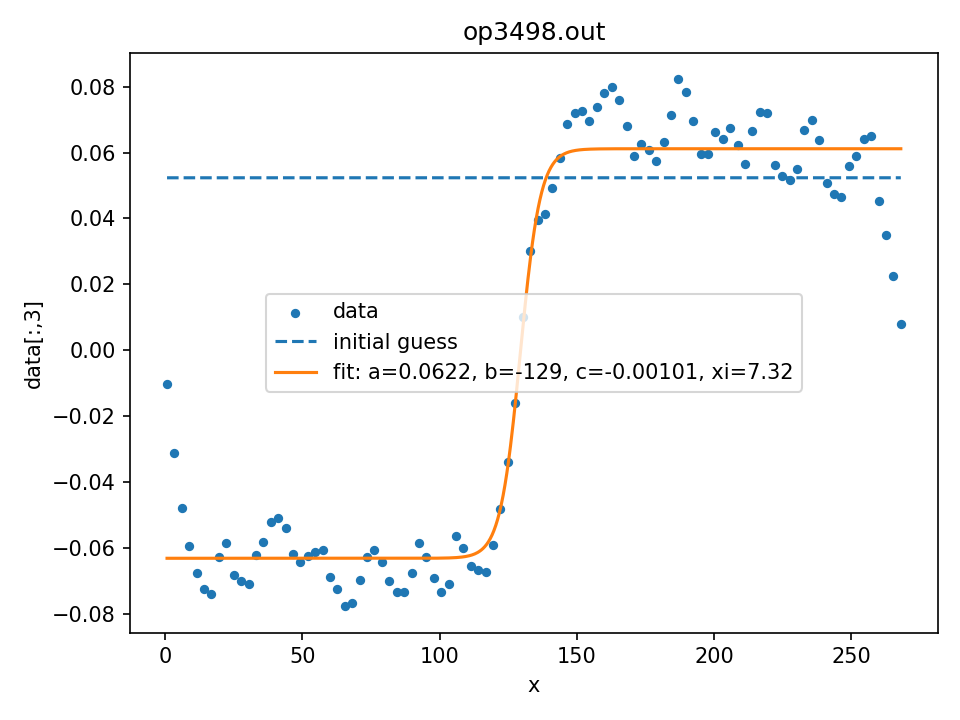 op3498.out
data[:,3]
0.08
0.06
0.04
0.02
0.00
−0.02
−0.04
−0.06
−0.08
data
initial guess
fit: a=0.0622, b=-129, c=-0.00101, xi=7.32
0 50 100 150 200 250
x